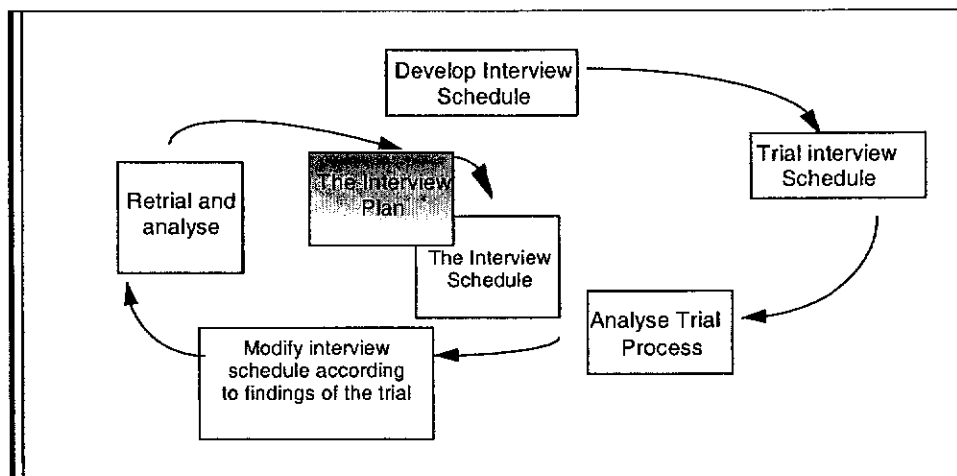 Develop Interview
Schedule
Trial interview
Schedule
Analyse Trial
Process
Modify interview
schedule according
to findings of the trial
Retrial and
analyse
The Interview
Plan
The Interview
Schedule